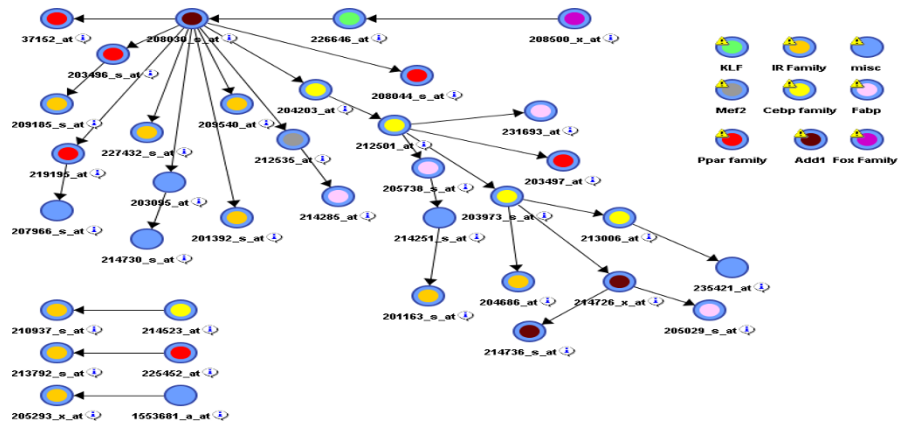 37152_at
208030_s_at
226646_at
208500_x_at
203496_s_at
208044_s_at
KLF
IR Family
misc
209185_s_at
227432_s_at
209540_at
204203_at
212535_at
212501_at
231693_at
Mef2
Cebp family
Fabp
219195_at
203095_at
205738_s_at
203497_at
Ppar family
Add1
Fox Family
207966_s_at
214730_s_at
201392_s_at
214285_at
214251_s_at
203973_s_at
213006_at
235421_at
201163_s_at
204686_at
214726_x_at
205029_s_at
210937_s_at
214523_at
214736_s_at
213792_s_at
225452_at
205293_x_at
1553681_a_at